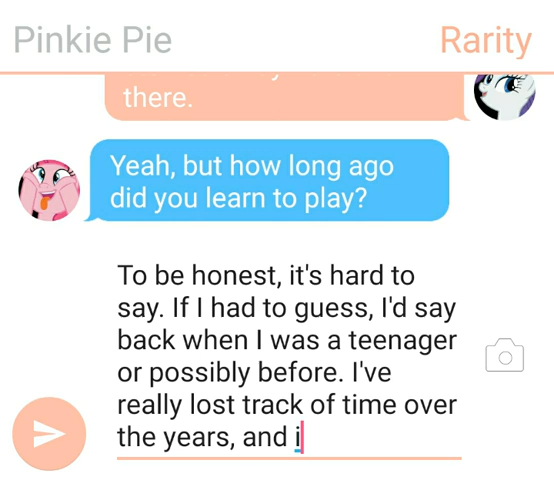 Pinkie Pie
Rarity
there.
Yeah, but how long ago
did you learn to play?
To be honest, it's hard to
say. If I had to guess, I'd say
back when I was a teenager
or possibly before. I've
really lost track of time over
the years, and i